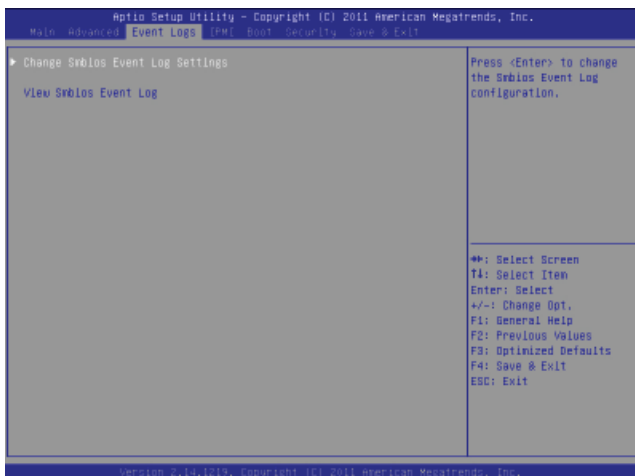 Aptio Setup Utility – Copyright (C) 2011 American Megatrends, Inc.
Main Advanced Event Logs IPMI Boot Security Save & Exit
▶ Change Smbios Event Log Settings
View Smbios Event Log
Press <Enter> to change
the Smbios Event Log
configuration.
→←: Select Screen
↑↓: Select Item
Enter: Select
+/-: Change Opt.
F1: General Help
F2: Previous Values
F3: Optimized Defaults
F4: Save & Exit
ESC: Exit
Version 2.14.1219. Copyright (C) 2011 American Megatrends, Inc.